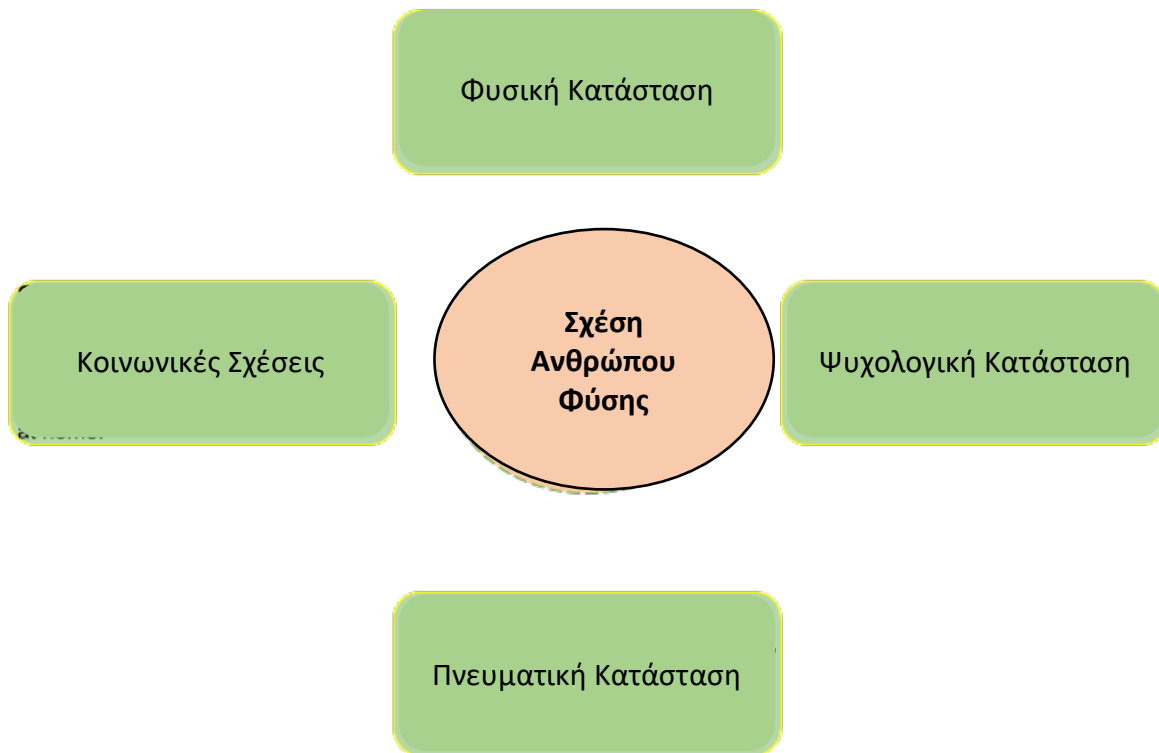 Φυσική Κατάσταση
Κοινωνικές Σχέσεις
Σχέση
Ανθρώπου
Φύσης
Ψυχολογική Κατάσταση
Πνευματική Κατάσταση